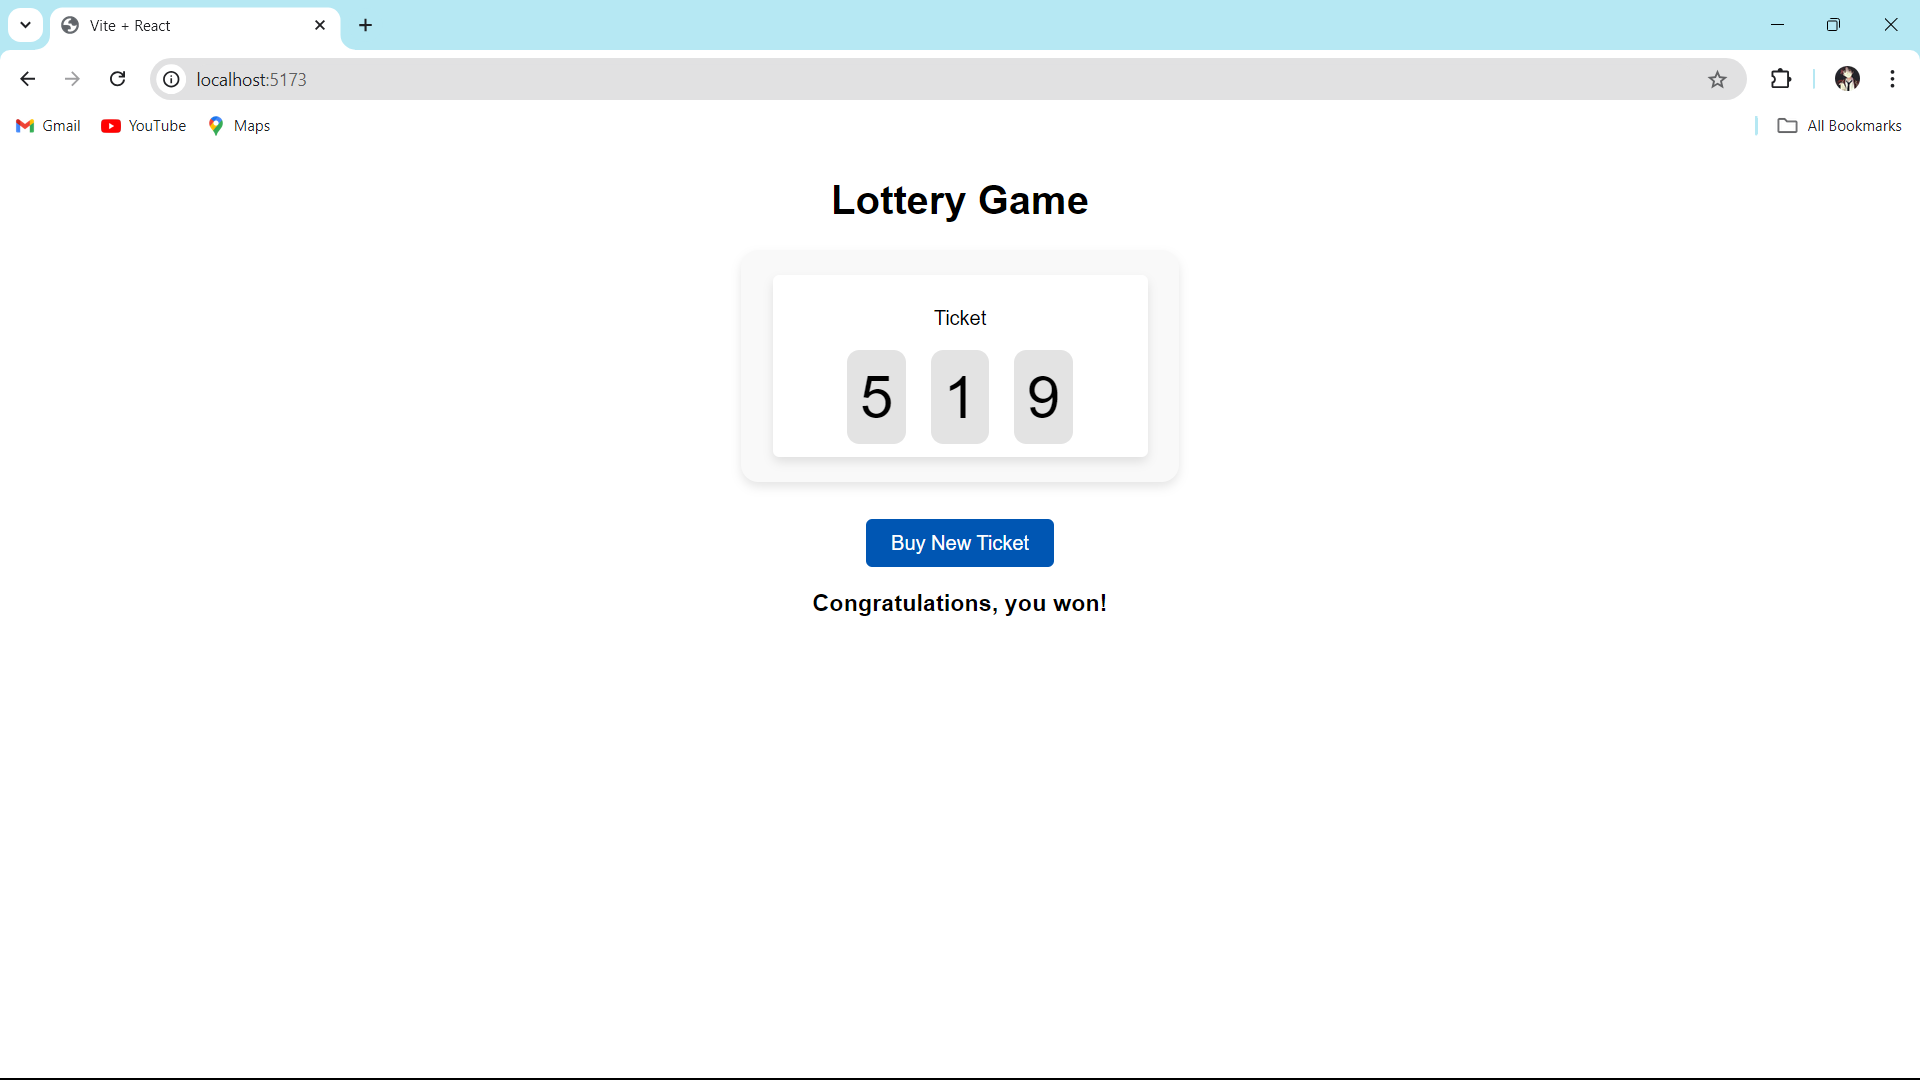 Vite + React
localhost:5173
Gmail YouTube Maps All Bookmarks
Lottery Game
Ticket
5 1 9
Buy New Ticket
Congratulations, you won!